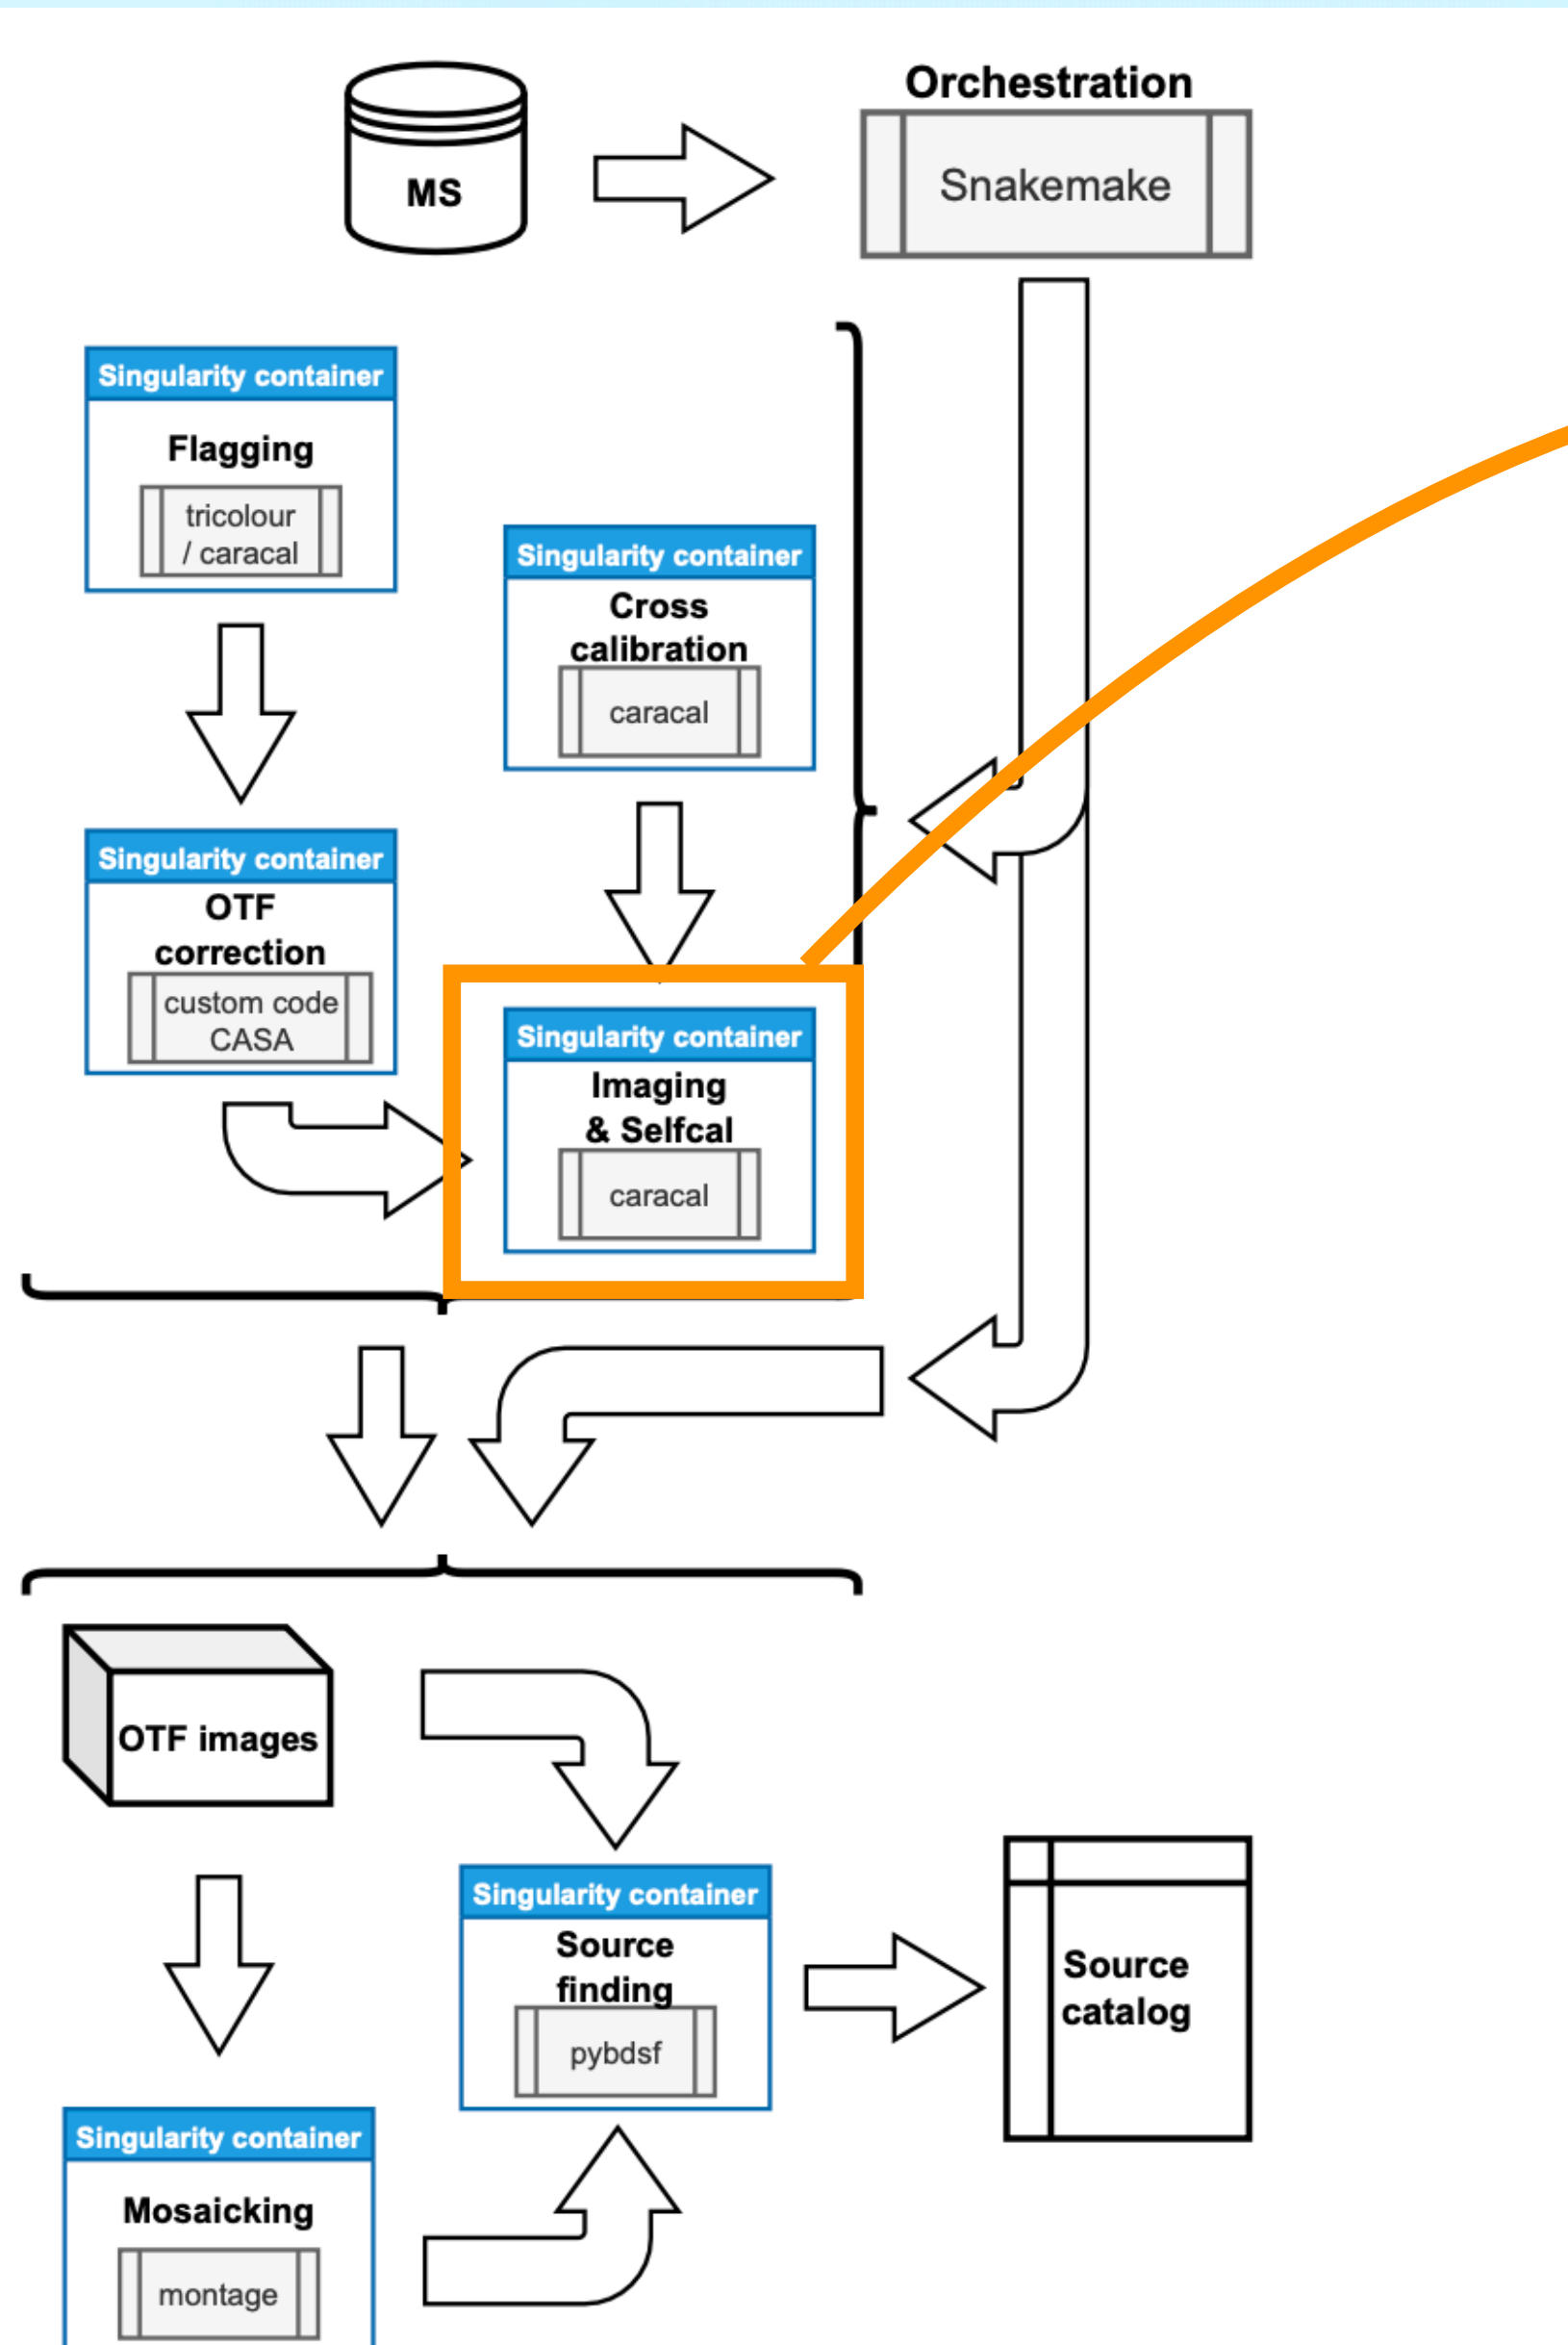 Orchestration
MS
Snakemake
Singularity container
Flagging
tricolour
/ caracal
Singularity container
Cross
calibration
caracal
Singularity container
OTF
correction
custom code
CASA
Singularity container
Imaging
& Selfcal
caracal
OTF images
Singularity container
Source
finding
pybdsf
Source
catalog
Singularity container
Mosaicking
montage